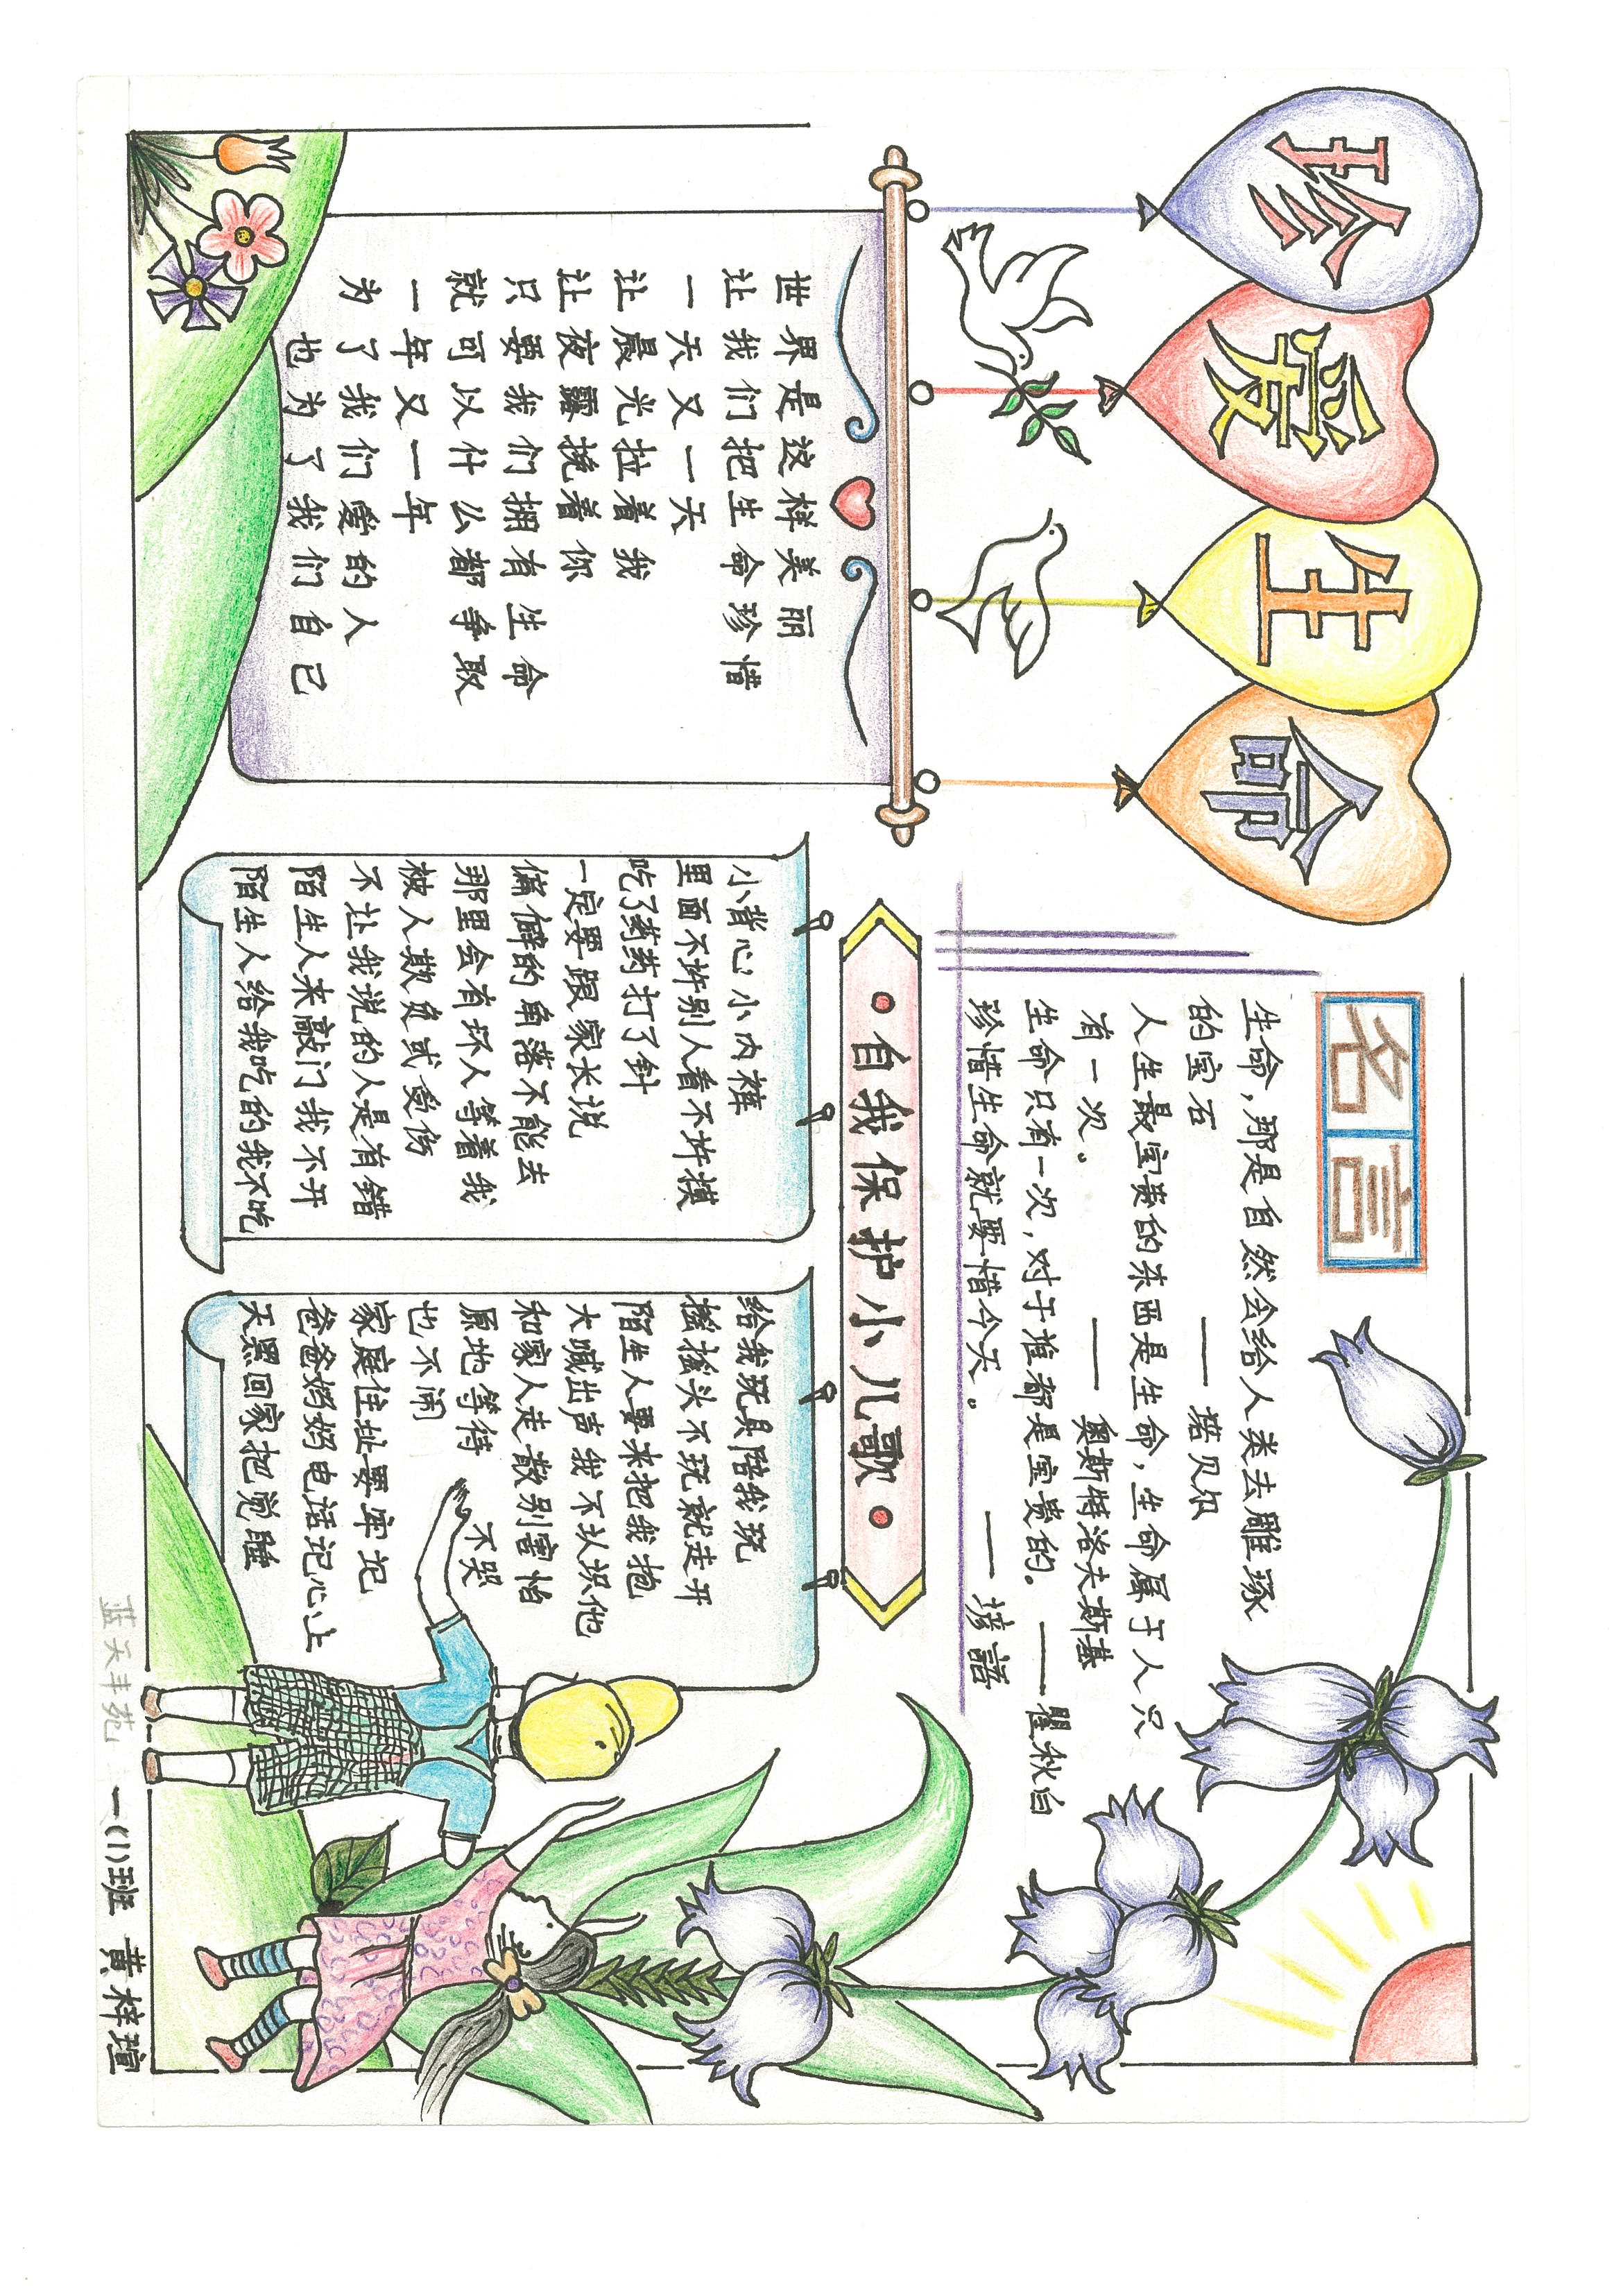 珍爱生命
世界是这样美丽
让我们把生命珍惜
一天又一天
让晨光拉着我
让夜露挽着你
只要我们拥有生命
就可以什么都争取
一年又一年
为了我们爱的人
也为了我们自己
名言
生命，那是自然会给人类去雕琢
的宝石
——诺贝尔
人生最宝贵的东西是生命，生命属于人只
有一次。
——奥斯特洛夫斯基
生命只有一次，对于谁都是宝贵的。——瞿秋白
珍惜生命就要惜今天。——谚語
自我保护小儿歌
小背心小内裤
里面不许别人看不许摸
吃了药药打了针
一定要跟家长说
偏僻的角落不能去
那里会有坏人等着我
被人欺负或受伤
不让我说的人是有错
陌生人来敲门我不开
陌生人给我吃的我不吃
给我玩具陪我玩
摇摇头不玩就走开
陌生人要来把我抱
大喊出声我不认识他
和家人走散别害怕
原地等待 不哭
也不闹
家庭住址要牢记
爸爸妈妈电话记心上
天黑回家把觉睡
蓝天丰苑 一(1)班 黄梓瑄